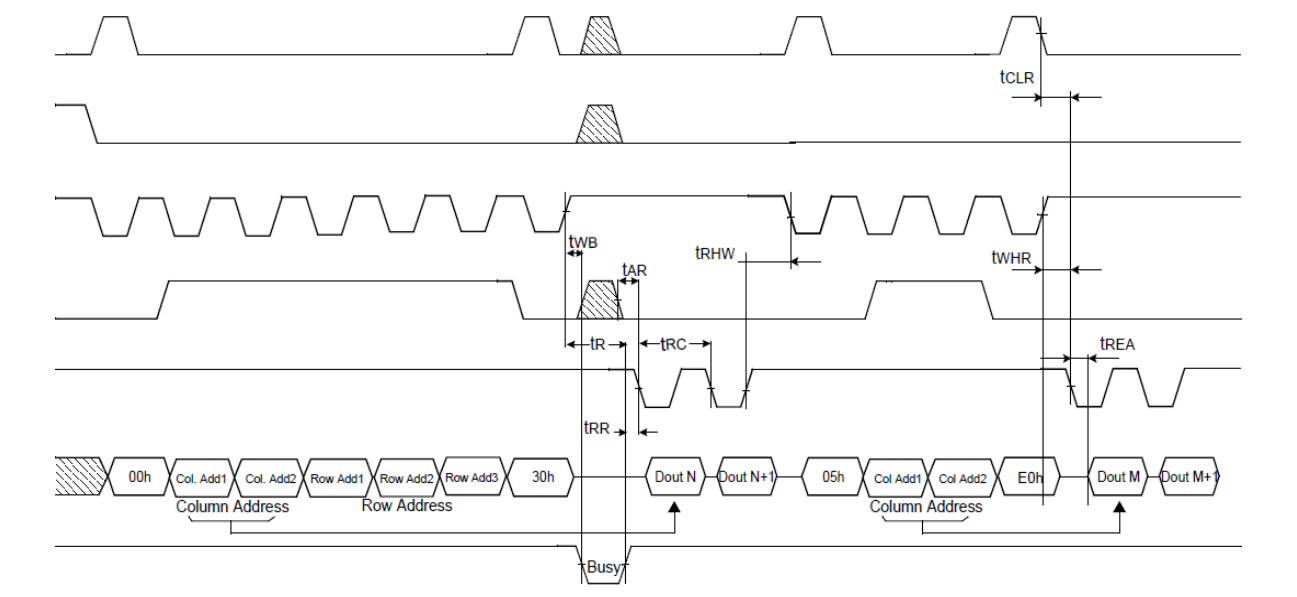 tCLR
tWB
tRHW
tWHR
tAR
tR
tRC
tREA
tRR
00h Col. Add1 Col. Add2 Row Add1 Row Add2 Row Add3 30h Dout N Dout N+1 05h Col Add1 Col Add2 E0h Dout M Dout M+1
Column Address Row Address Column Address
Busy